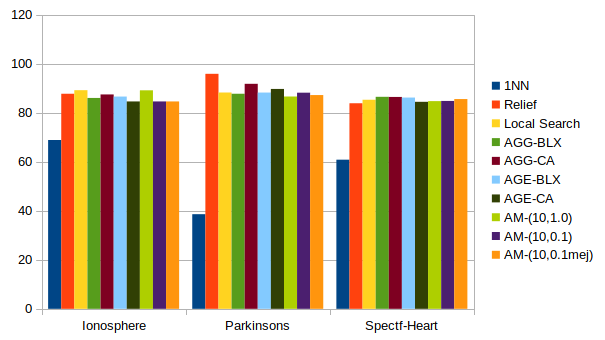 120
100
80
60
40
20
0
Ionosphere
Parkinsons
Spectf-Heart
1NN
Relief
Local Search
AGG-BLX
AGG-CA
AGE-BLX
AGE-CA
AM-(10,1.0)
AM-(10,0.1)
AM-(10,0.1mej)